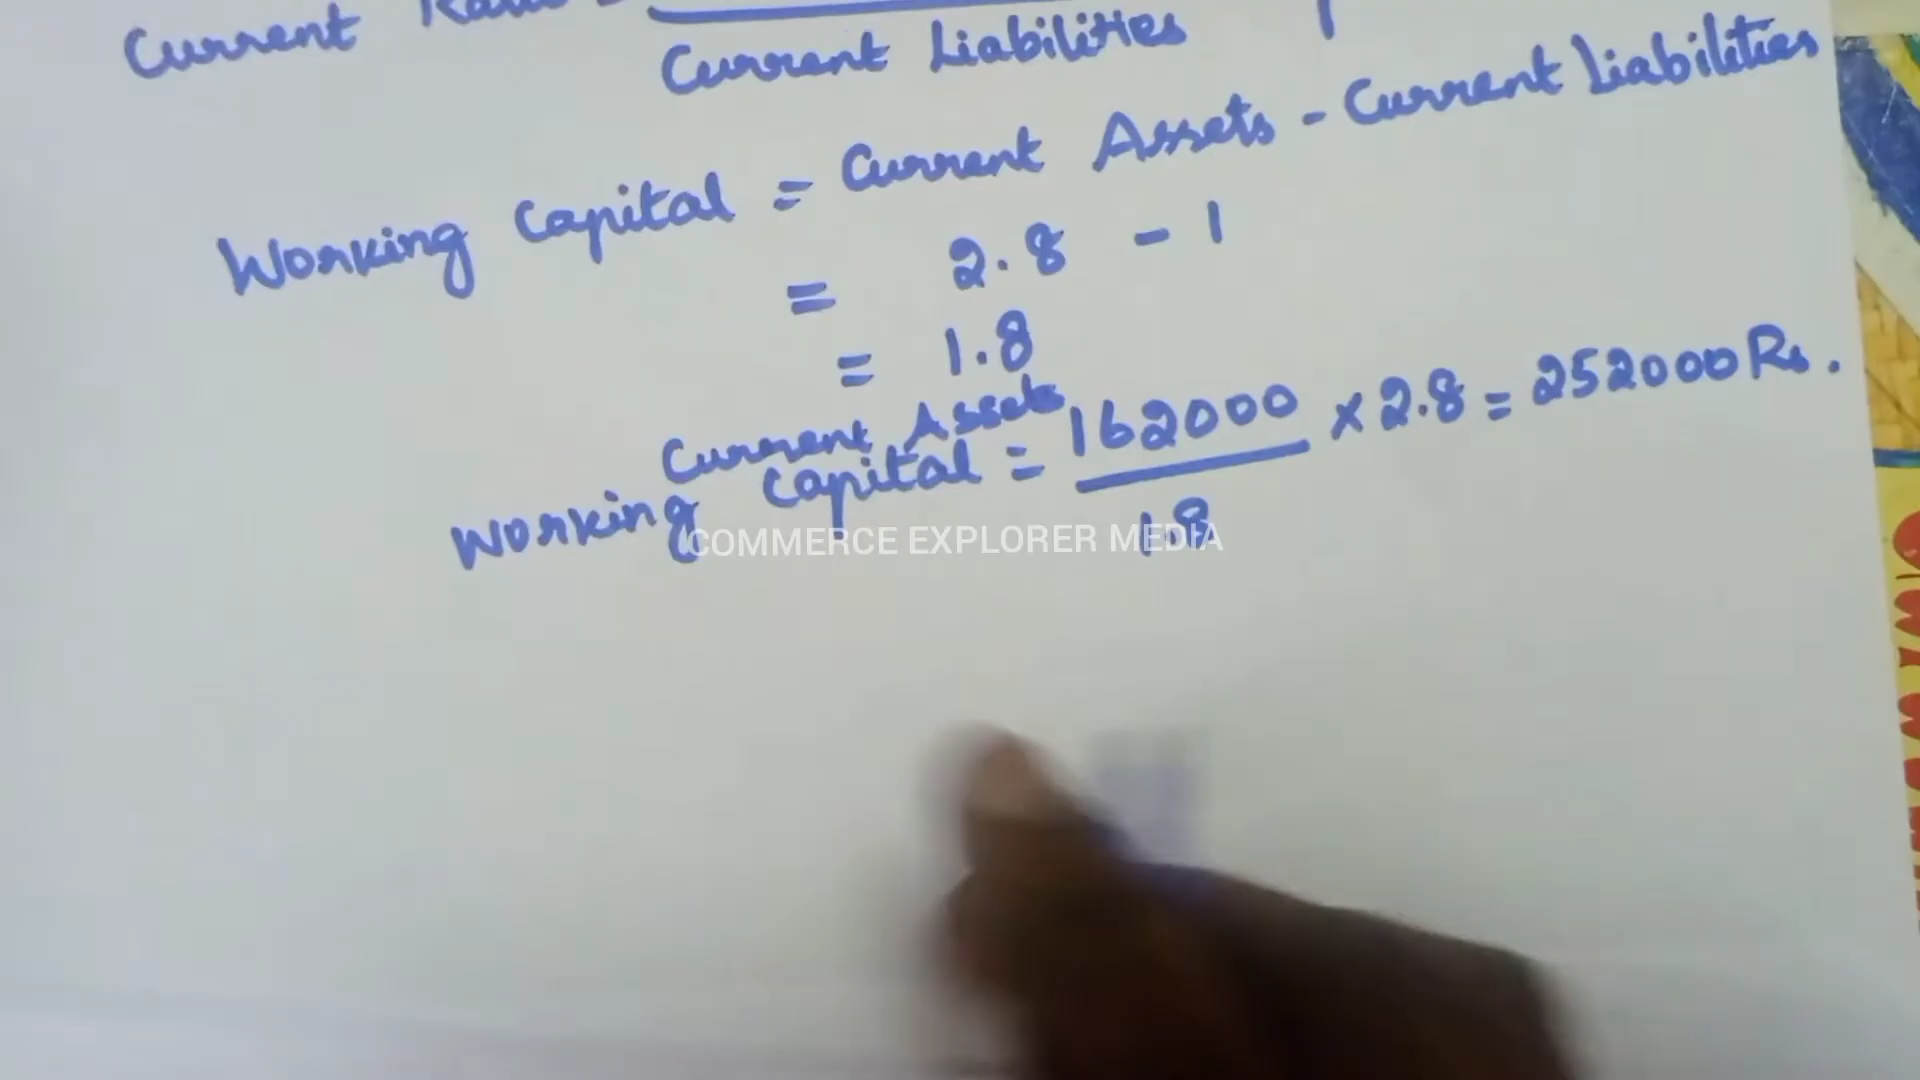 Current
Current Liabilities
Working Capital = Current Assets - Current Liabilities
= 2.8 - 1
= 1.8
Current Assets
Working Capital = 162000 × 2.8 = 252000 Rs.
1.8
COMMERCE EXPLORER MEDIA